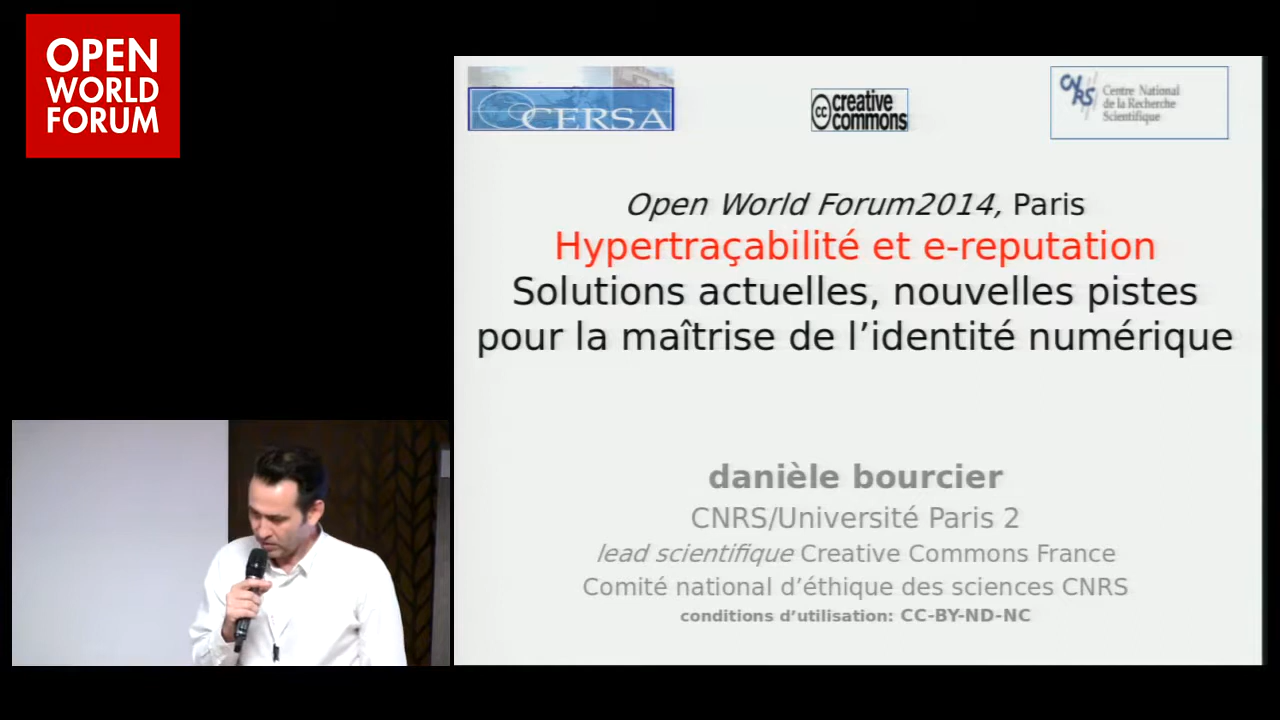 OPEN
WORLD
FORUM
CERSA
cc creative
commons
CNRS
Centre National
de la Recherche
Scientifique
Open World Forum2014, Paris
Hypertraçabilité et e-reputation
Solutions actuelles, nouvelles pistes
pour la maîtrise de l’identité numérique
danièle bourcier
CNRS/Université Paris 2
lead scientifique Creative Commons France
Comité national d’éthique des sciences CNRS
conditions d’utilisation: CC-BY-ND-NC